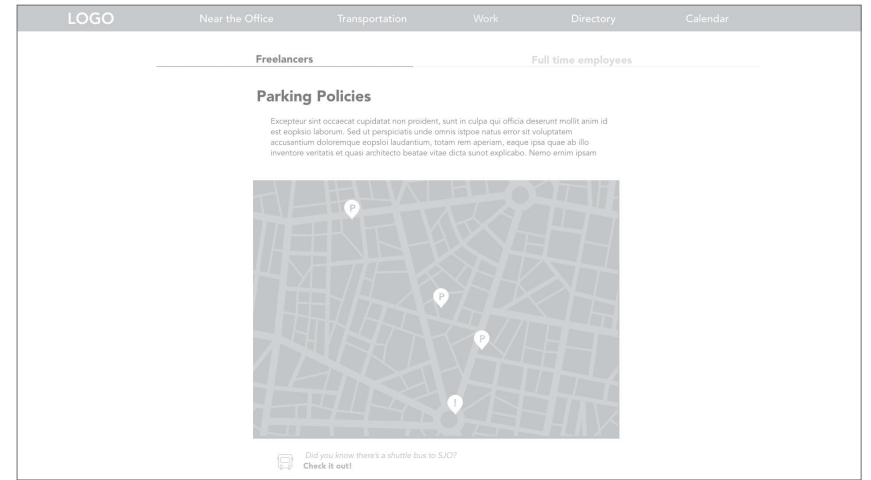 LOGO Near the Office Transportation Work Directory Calendar
Freelancers Full time employees
Parking Policies
Excepteur sint occaecat cupidatat non proident, sunt in culpa qui officia deserunt mollit anim id
est eopksio laborum. Sed ut perspiciatis unde omnis istpoe natus error sit voluptatem
accusantium doloremque eopsloi laudantium, totam rem aperiam, eaque ipsa quae ab illo
inventore veritatis et quasi architecto beatae vitae dicta sunot explicabo. Nemo ernim ipsam
P
P
P
!
Did you know there's a shuttle bus to SJO?
Check it out!